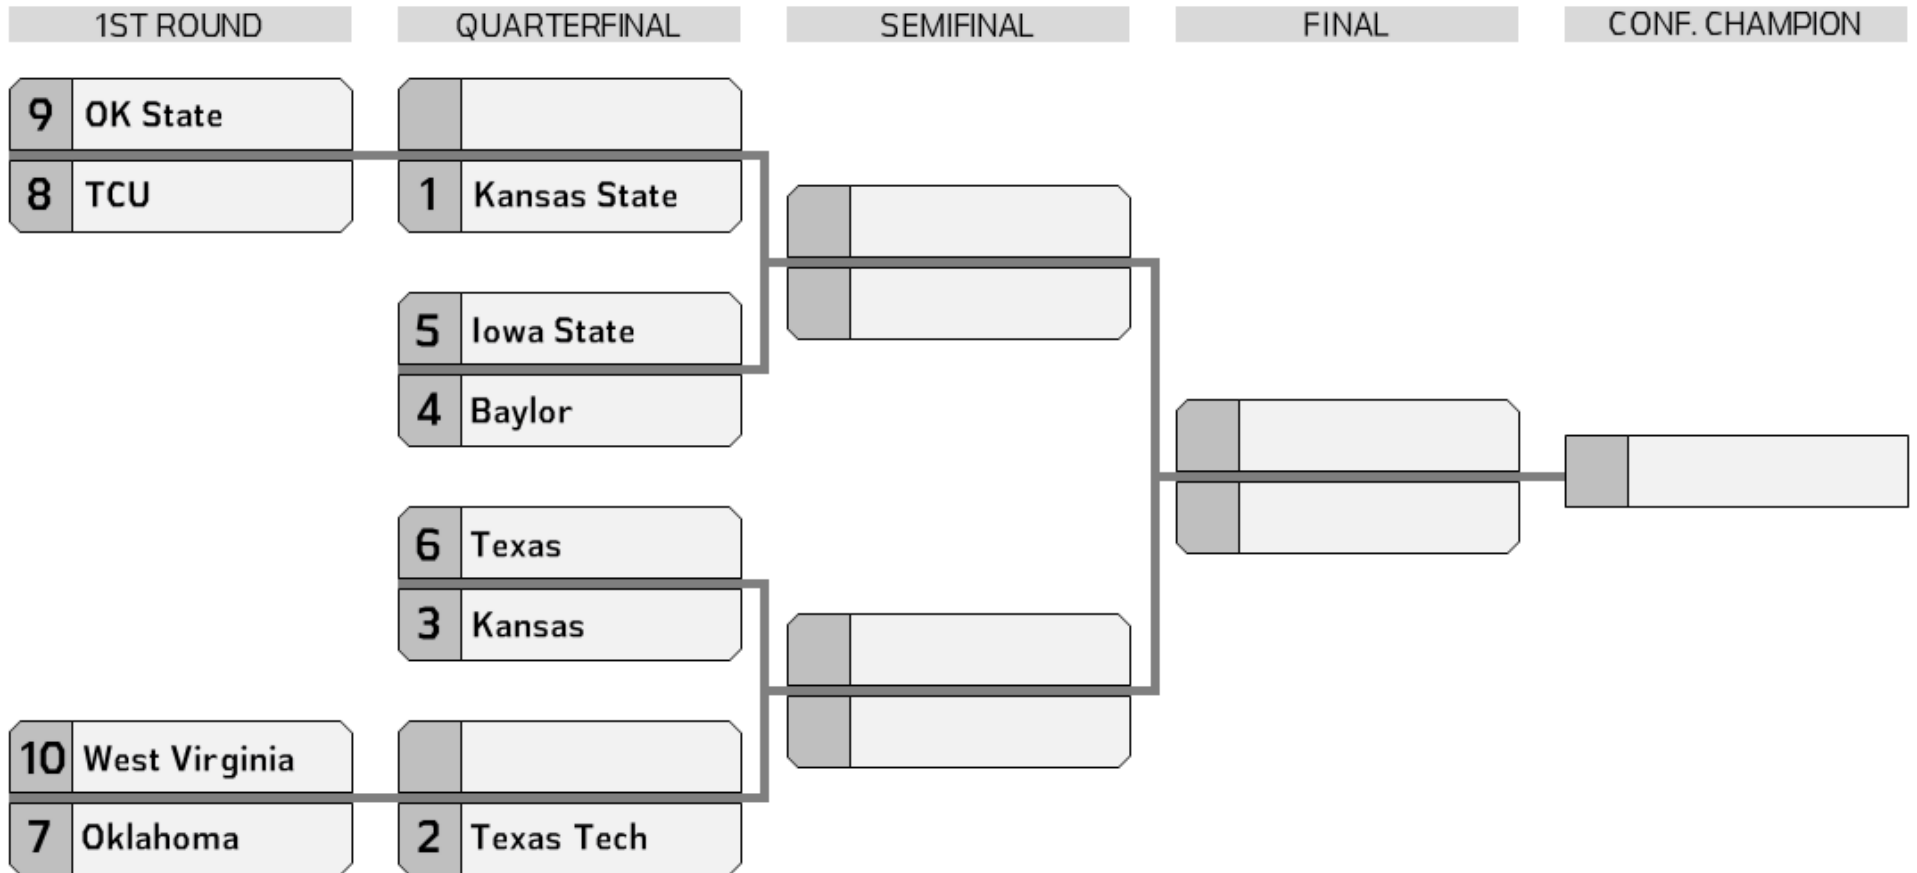 1ST ROUND
QUARTERFINAL
SEMIFINAL
FINAL
CONF. CHAMPION
9 OK State
8 TCU
1 Kansas State
5 Iowa State
4 Baylor
6 Texas
3 Kansas
10 West Virginia
7 Oklahoma
2 Texas Tech